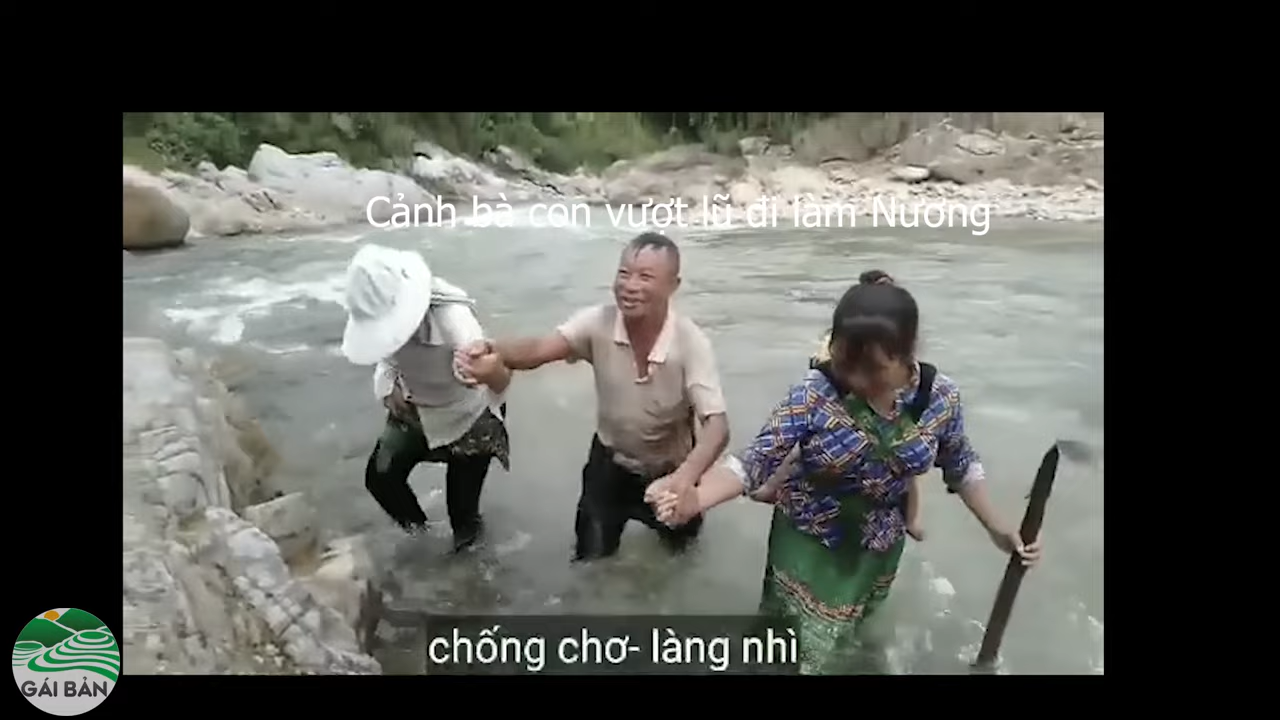 Cảnh bà con vượt lũ đi làm Nương
chống chơ- làng nhì
GÁI BẢN